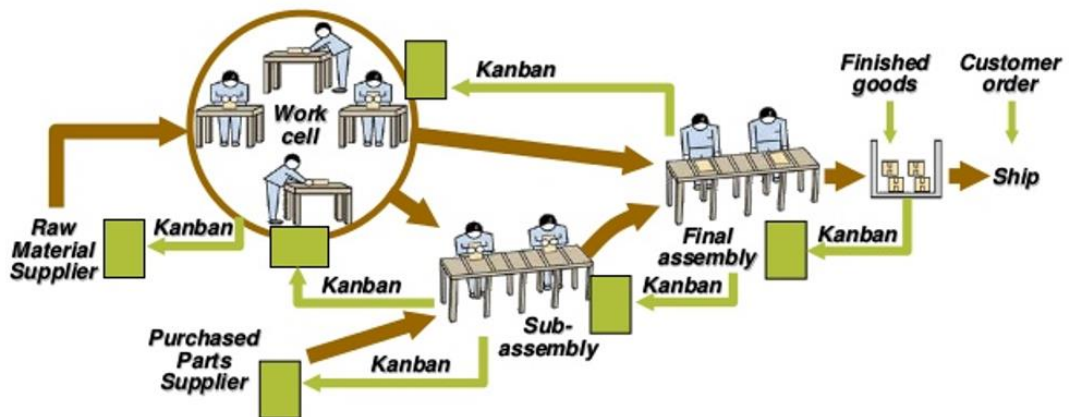 Kanban
Finished
goods
Customer
order
Work
cell
Ship
Raw
Material
Supplier
Kanban
Final
assembly
Kanban
Kanban
Kanban
Sub-
assembly
Purchased
Parts
Supplier
Kanban